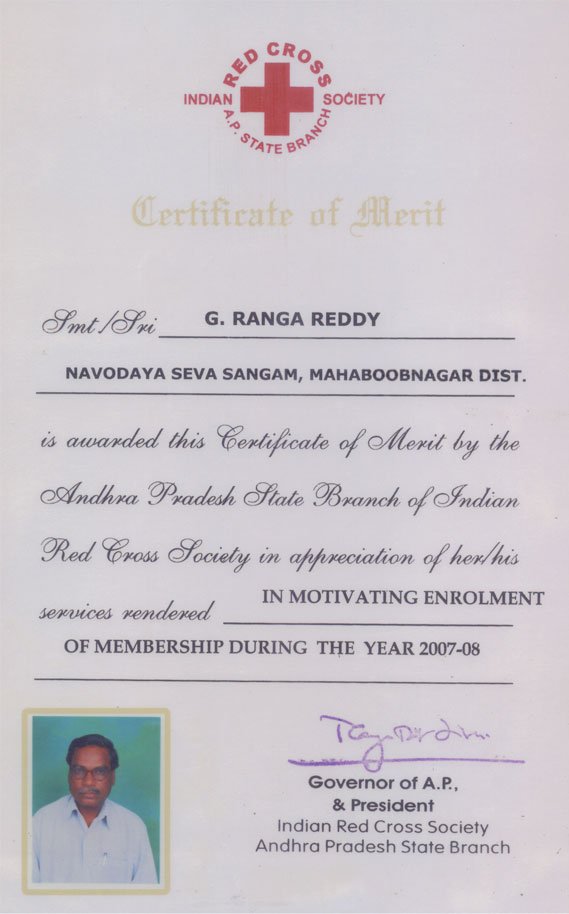 RED CROSS
INDIAN SOCIETY
A.P. STATE BRANCH
Certificate of Merit
Smt./Sri G. RANGA REDDY
NAVODAYA SEVA SANGAM, MAHABOOBNAGAR DIST.
is awarded this Certificate of Merit by the
Andhra Pradesh State Branch of Indian
Red Cross Society in appreciation of her/his
services rendered IN MOTIVATING ENROLMENT
OF MEMBERSHIP DURING THE YEAR 2007-08
Governor of A.P.,
& President
Indian Red Cross Society
Andhra Pradesh State Branch